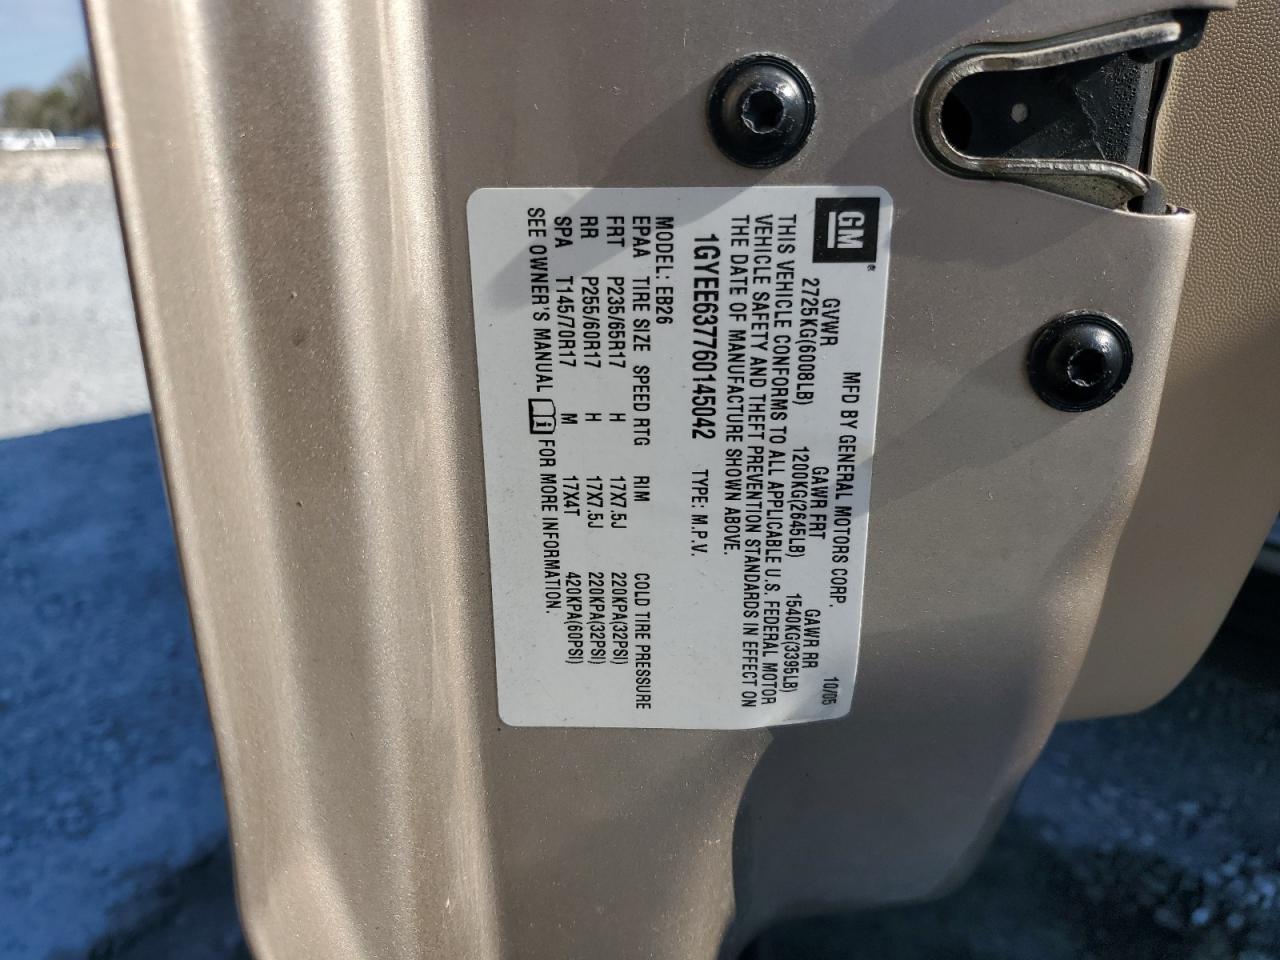 GM®
MFD BY GENERAL MOTORS CORP. 10/05
GVWR GAWR FRT GAWR RR
2725KG(6008LB) 1200KG(2645LB) 1540KG(3395LB)
THIS VEHICLE CONFORMS TO ALL APPLICABLE U.S. FEDERAL MOTOR
VEHICLE SAFETY AND THEFT PREVENTION STANDARDS IN EFFECT ON
THE DATE OF MANUFACTURE SHOWN ABOVE.
1GYEE637760145042 TYPE: M.P.V.
MODEL: EB26
EPAA TIRE SIZE SPEED RTG RIM COLD TIRE PRESSURE
FRT P235/65R17 H 17X7.5J 220KPA(32PSI)
RR P255/60R17 H 17X7.5J 220KPA(32PSI)
SPA T145/70R17 M 17X4T 420KPA(60PSI)
SEE OWNER'S MANUAL i FOR MORE INFORMATION.